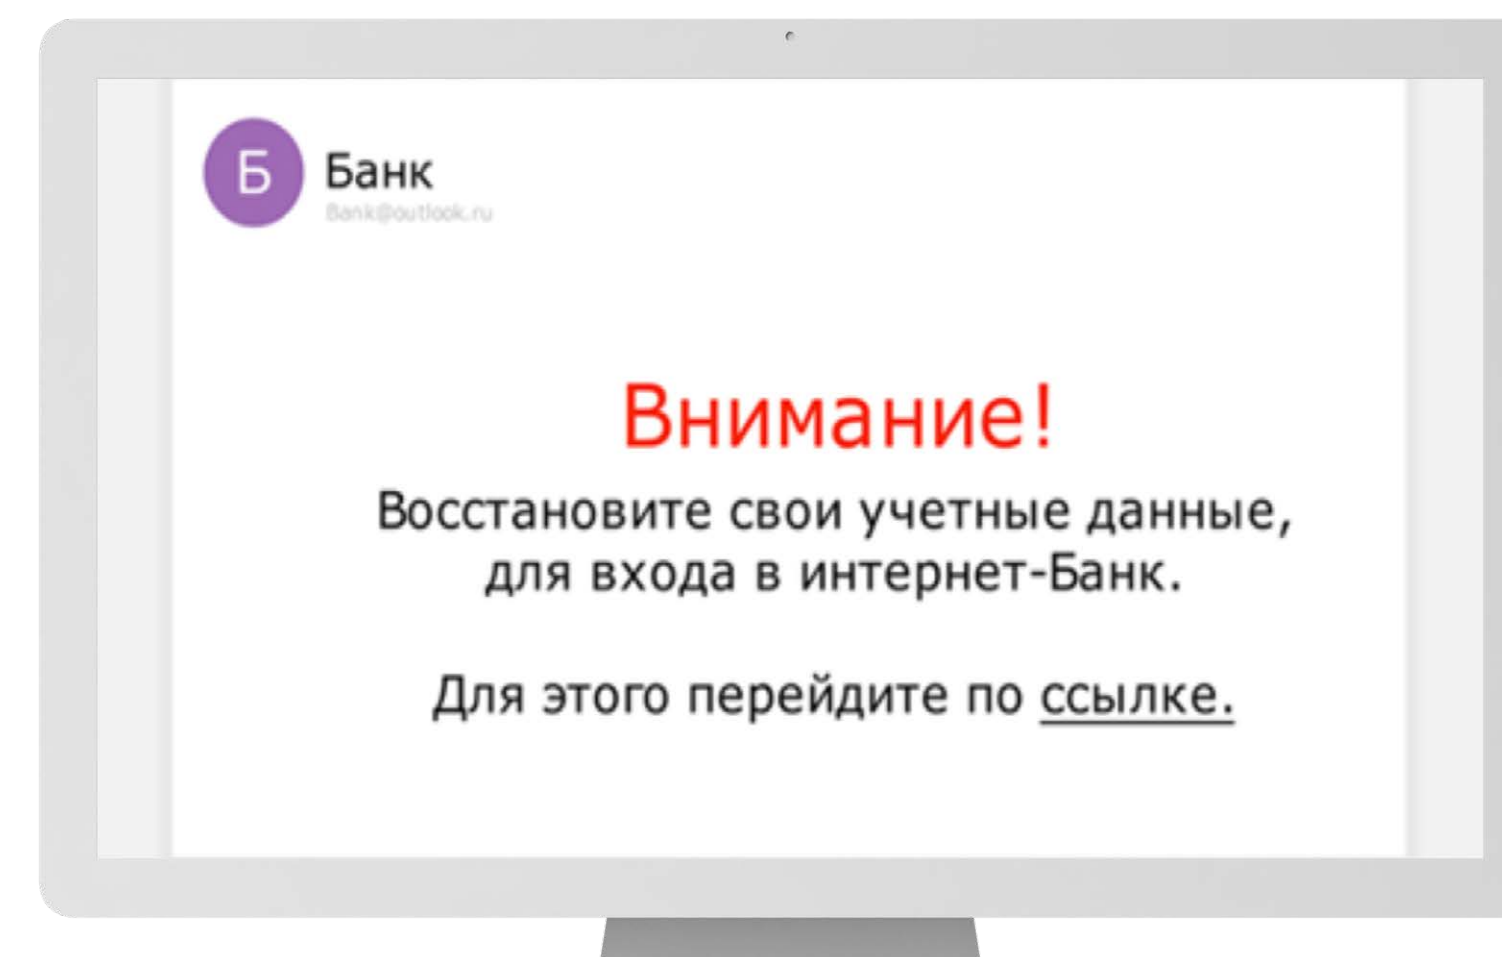 Б
Банк
Bank@outlook.ru
Внимание!
Восстановите свои учетные данные,
для входа в интернет-Банк.
Для этого перейдите по ссылке.